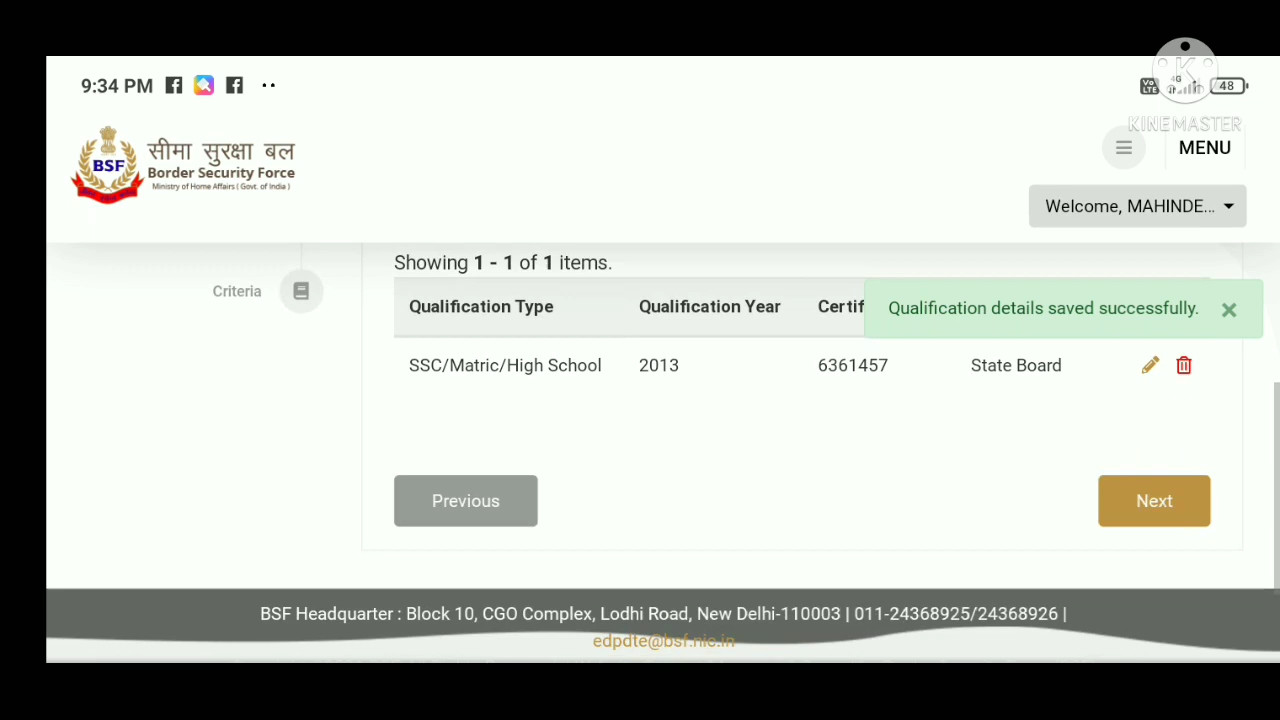 9:34 PM
Vo LTE 4G 48
KINEMASTER
BSF
सीमा सुरक्षा बल
Border Security Force
Ministry of Home Affairs ( Govt. of India )
MENU
Welcome, MAHINDE...
Criteria
Showing 1 - 1 of 1 items.
Qualification Type Qualification Year Certif
Qualification details saved successfully. ×
SSC/Matric/High School 2013 6361457 State Board
Previous Next
BSF Headquarter : Block 10, CGO Complex, Lodhi Road, New Delhi-110003 | 011-24368925/24368926 |
edpdte@bsf.nic.in